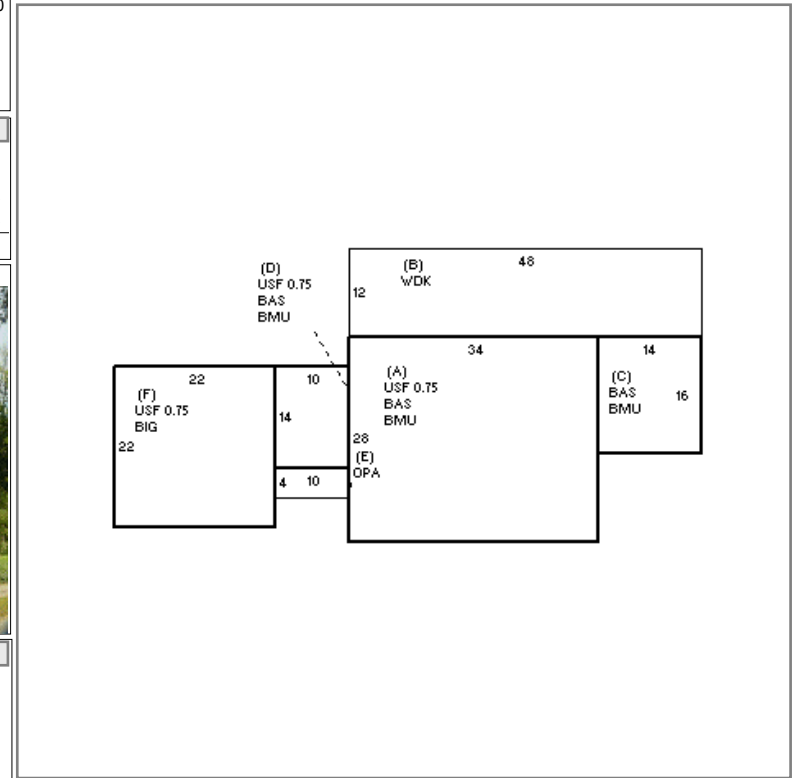 (D)
USF 0.75
BAS
BMU
(B)
WDK
48
12
34
14
(A)
USF 0.75
BAS
BMU
(C)
BAS
BMU
16
22
(F)
USF 0.75
BIG
22
10
14
28
(E)
OPA
4
10